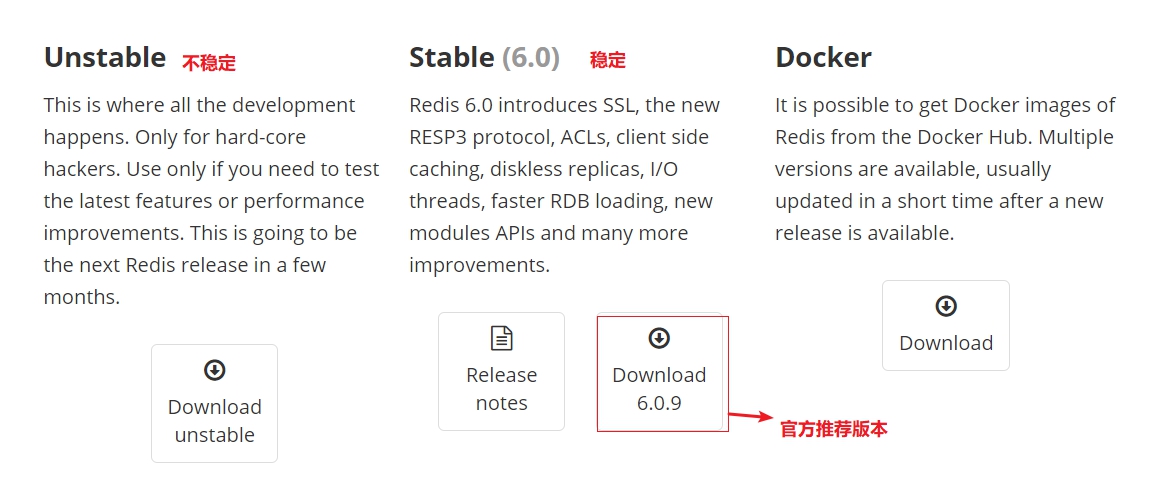 Unstable 不稳定
This is where all the development
happens. Only for hard-core
hackers. Use only if you need to test
the latest features or performance
improvements. This is going to be
the next Redis release in a few
months.
Download
unstable
Stable (6.0) 稳定
Redis 6.0 introduces SSL, the new
RESP3 protocol, ACLs, client side
caching, diskless replicas, I/O
threads, faster RDB loading, new
modules APIs and many more
improvements.
Release
notes
Download
6.0.9
官方推荐版本
Docker
It is possible to get Docker images of
Redis from the Docker Hub. Multiple
versions are available, usually
updated in a short time after a new
release is available.
Download